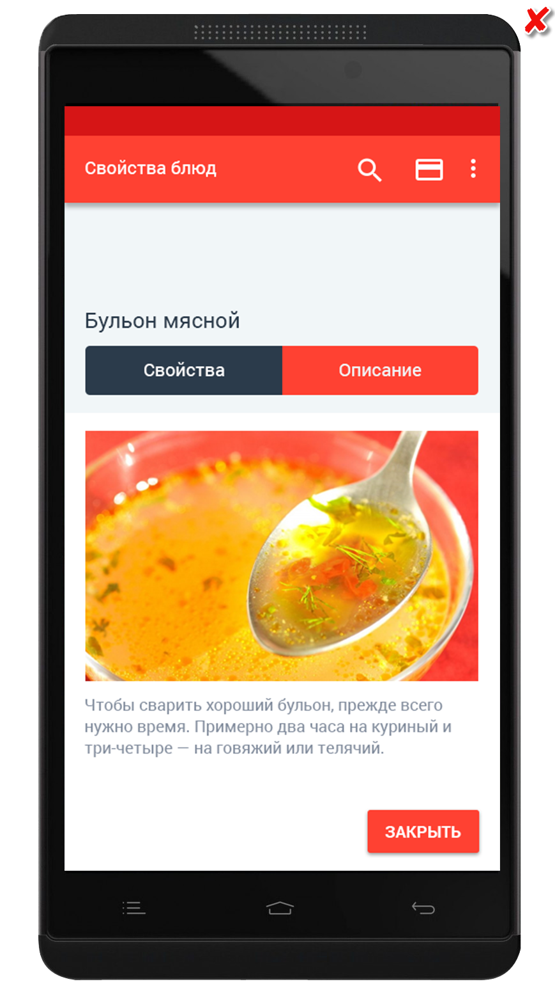 Свойства блюд
Бульон мясной
Свойства
Описание
Чтобы сварить хороший бульон, прежде всего
нужно время. Примерно два часа на куриный и
три-четыре — на говяжий или телячий.
ЗАКРЫТЬ